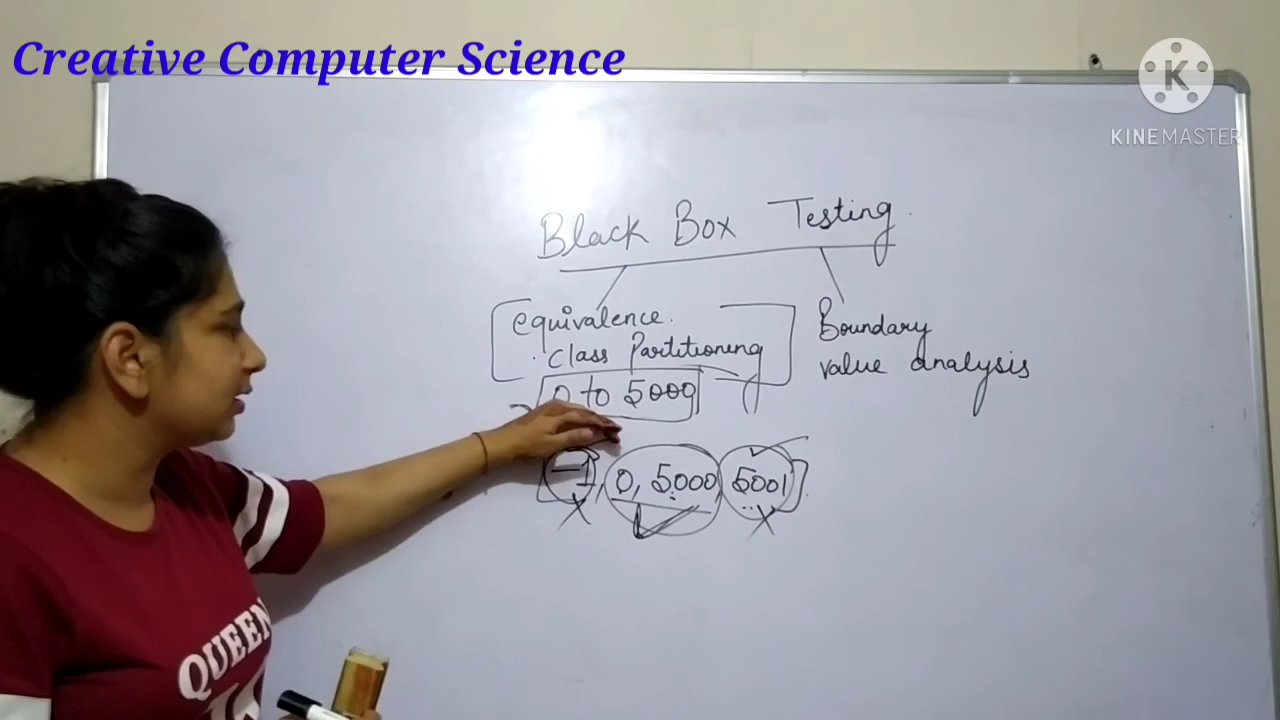 Creative Computer Science
K
KINEMASTER
Black Box Testing
equivalence.
Class Partitioning
Boundary
value analysis
0 to 5000
-1, 0, 5000, 5001
QUEEN